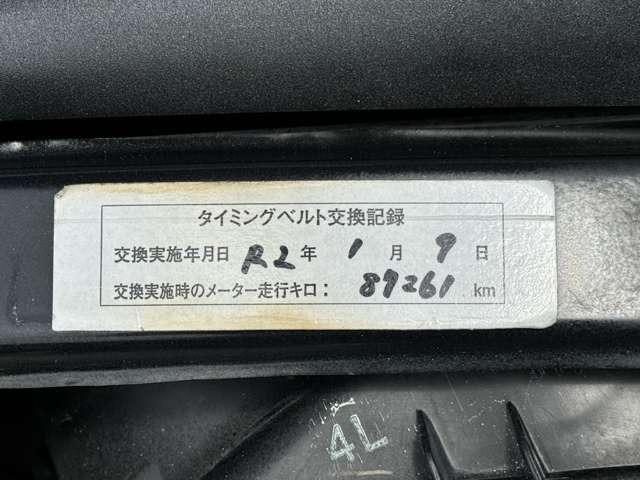 タイミングベルト交換記録
交換実施年月日 R2年 1月 9日
交換実施時のメーター走行キロ： 89261 km
4L